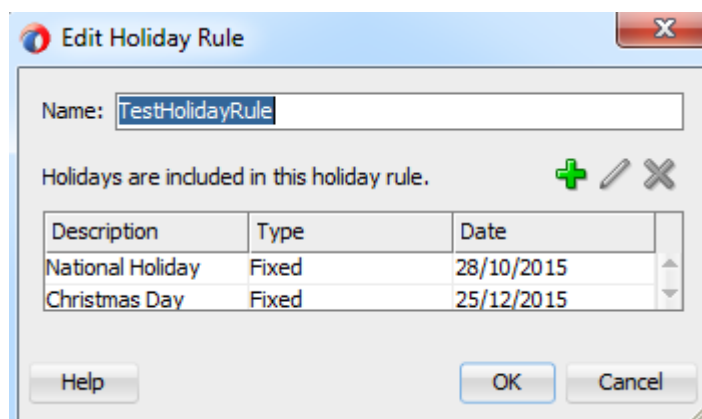 Edit Holiday Rule
Name: TestHolidayRule
Holidays are included in this holiday rule.
Description Type Date
National Holiday Fixed 28/10/2015
Christmas Day Fixed 25/12/2015
Help OK Cancel